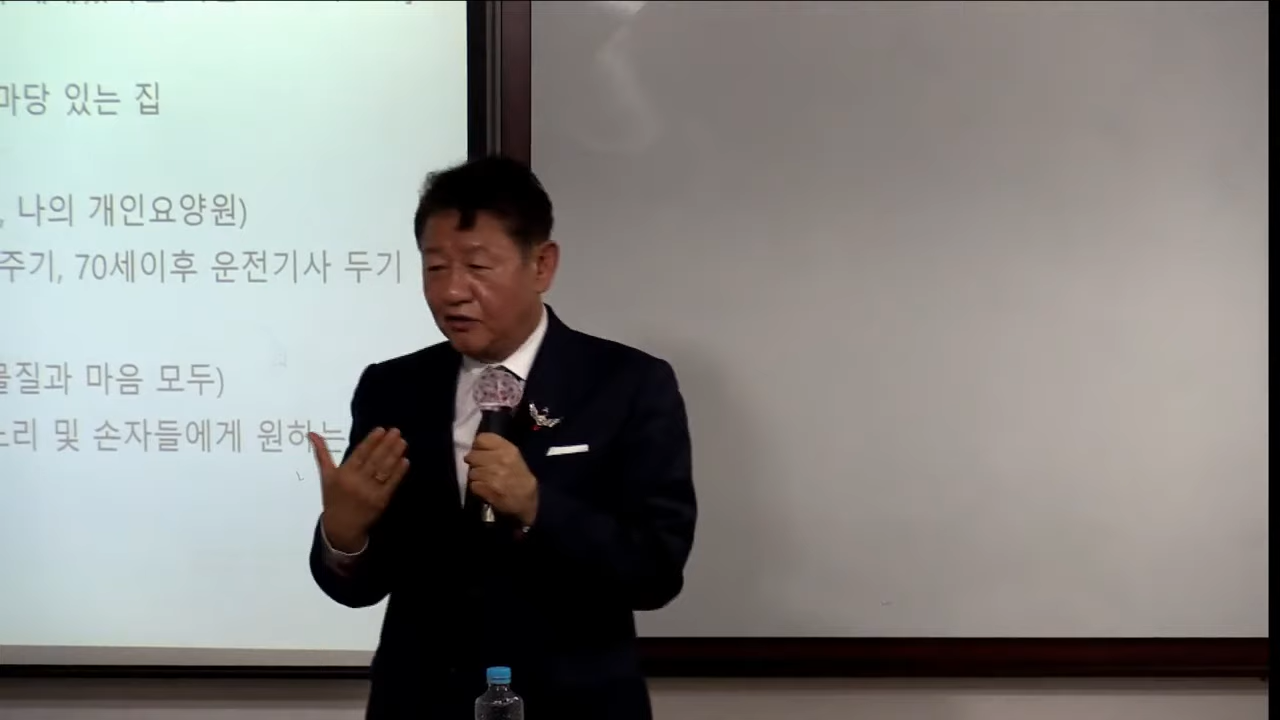 마당 있는 집
, 나의 개인요양원)
주기, 70세이후 운전기사 두기
물질과 마음 모두)
느리 및 손자들에게 원하는